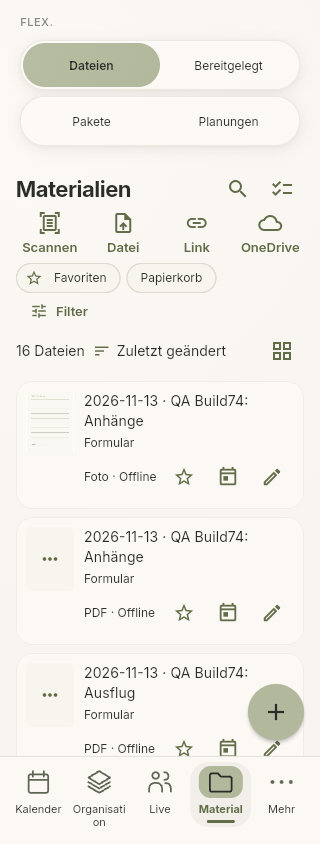 FLEX.
Dateien
Bereitgelegt
Pakete
Planungen
Materialien
Scannen
Datei
Link
OneDrive
Favoriten
Papierkorb
Filter
16 Dateien
Zuletzt geändert
2026-11-13 · QA Build74:
Anhänge
Formular
Foto · Offline
2026-11-13 · QA Build74:
Anhänge
Formular
PDF · Offline
2026-11-13 · QA Build74:
Ausflug
Formular
PDF · Offline
Kalender
Organisati
on
Live
Material
Mehr